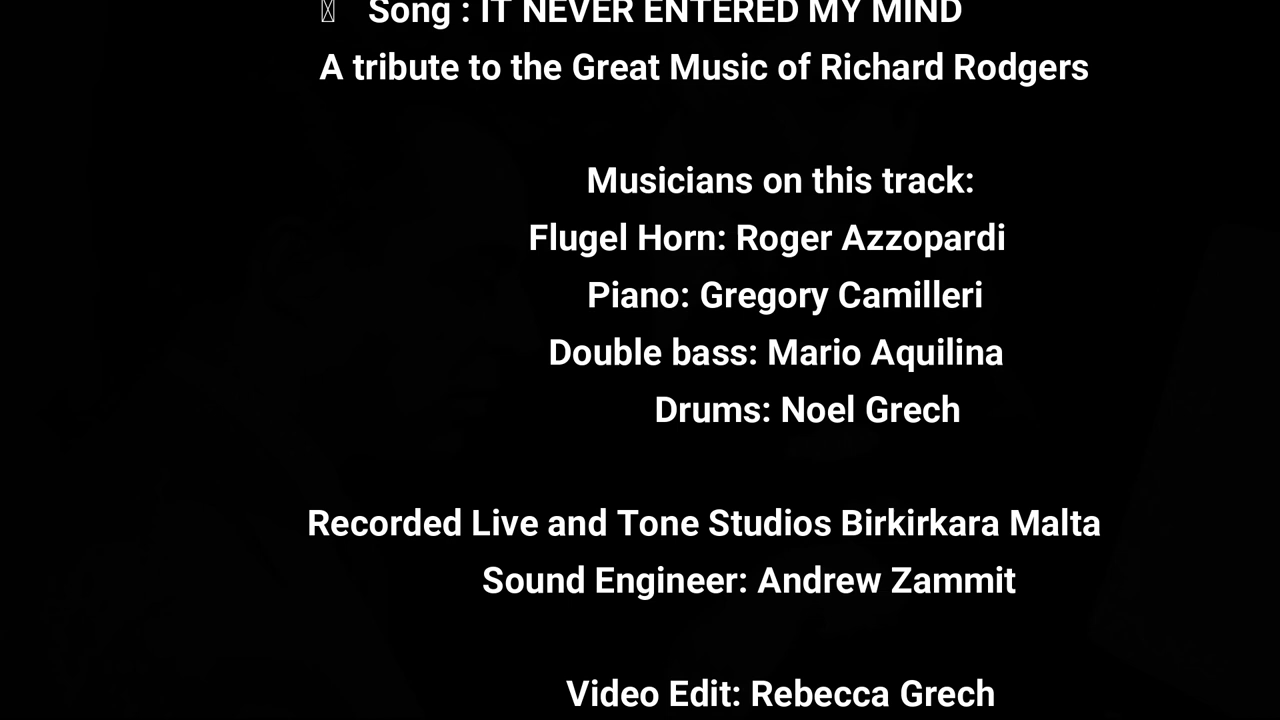 Song : IT NEVER ENTERED MY MIND
A tribute to the Great Music of Richard Rodgers
Musicians on this track:
Flugel Horn: Roger Azzopardi
Piano: Gregory Camilleri
Double bass: Mario Aquilina
Drums: Noel Grech
Recorded Live and Tone Studios Birkirkara Malta
Sound Engineer: Andrew Zammit
Video Edit: Rebecca Grech